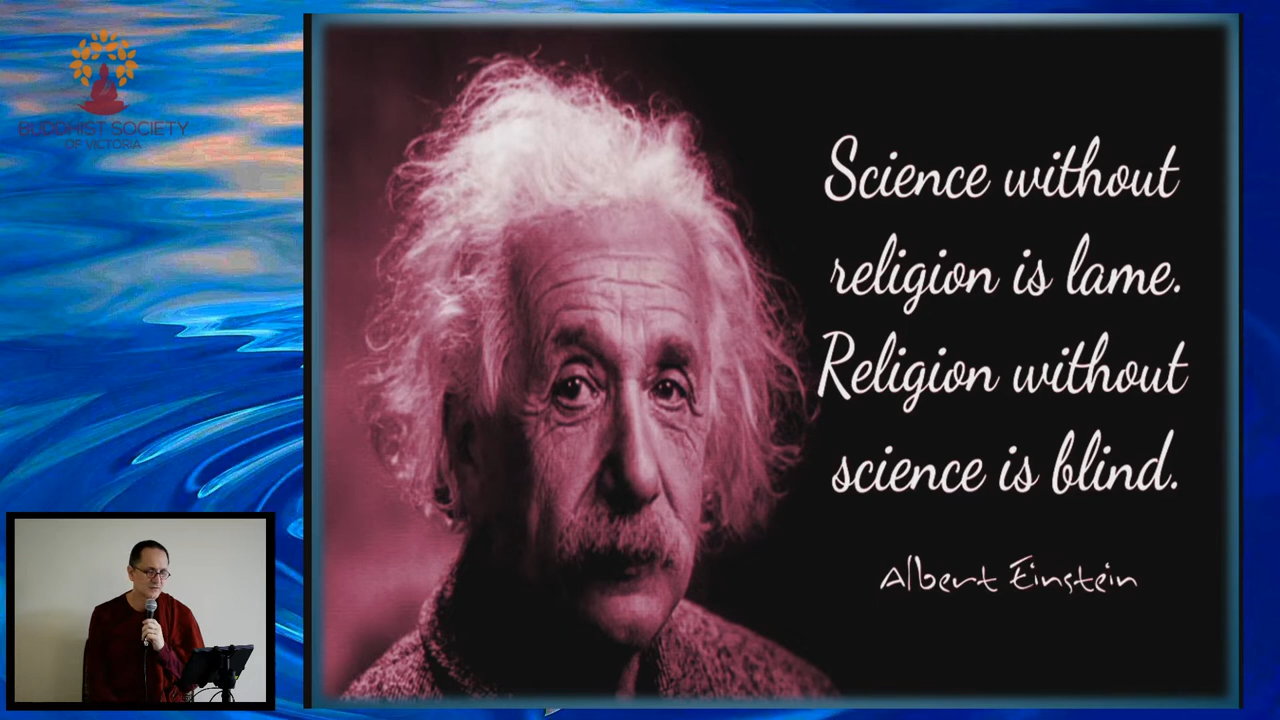 BUDDHIST SOCIETY
OF VICTORIA
Science without
religion is lame.
Religion without
science is blind.
Albert Einstein